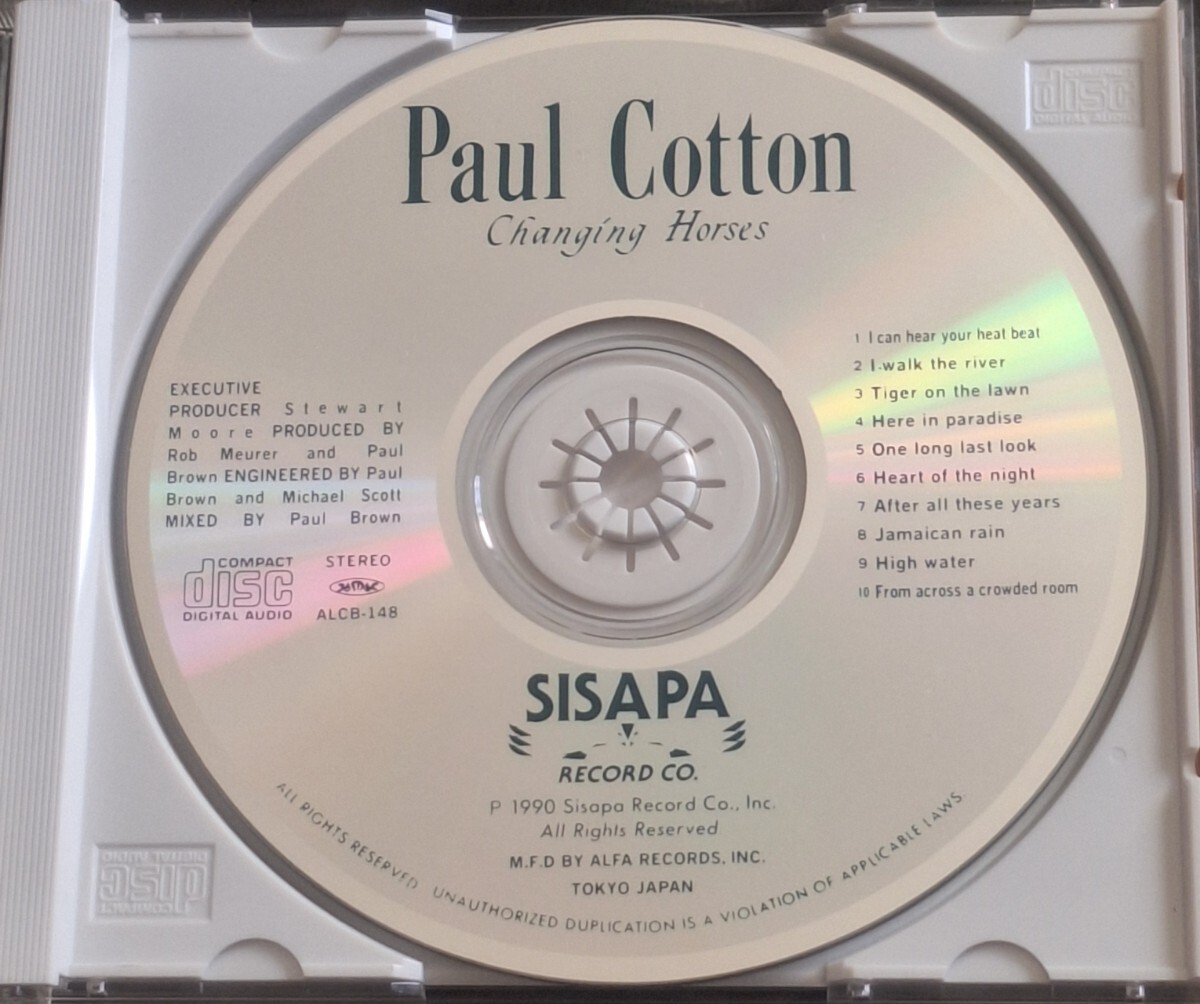 Paul Cotton
Changing Horses
EXECUTIVE
PRODUCER Stewart
Moore PRODUCED BY
Rob Meurer and Paul
Brown ENGINEERED BY Paul
Brown and Michael Scott
MIXED BY Paul Brown
COMPACT
disc
DIGITAL AUDIO
STEREO
ALCB-148
1 I can hear your heat beat
2 I walk the river
3 Tiger on the lawn
4 Here in paradise
5 One long last look
6 Heart of the night
7 After all these years
8 Jamaican rain
9 High water
10 From across a crowded room
SISAPA
RECORD CO.
P 1990 Sisapa Record Co., Inc.
All Rights Reserved
M.F.D BY ALFA RECORDS, INC.
TOKYO JAPAN
ALL RIGHTS RESERVED. UNAUTHORIZED DUPLICATION IS A VIOLATION OF APPLICABLE LAWS.
COMPACT
disc
DIGITAL AUDIO
COMPACT
disc
DIGITAL AUDIO